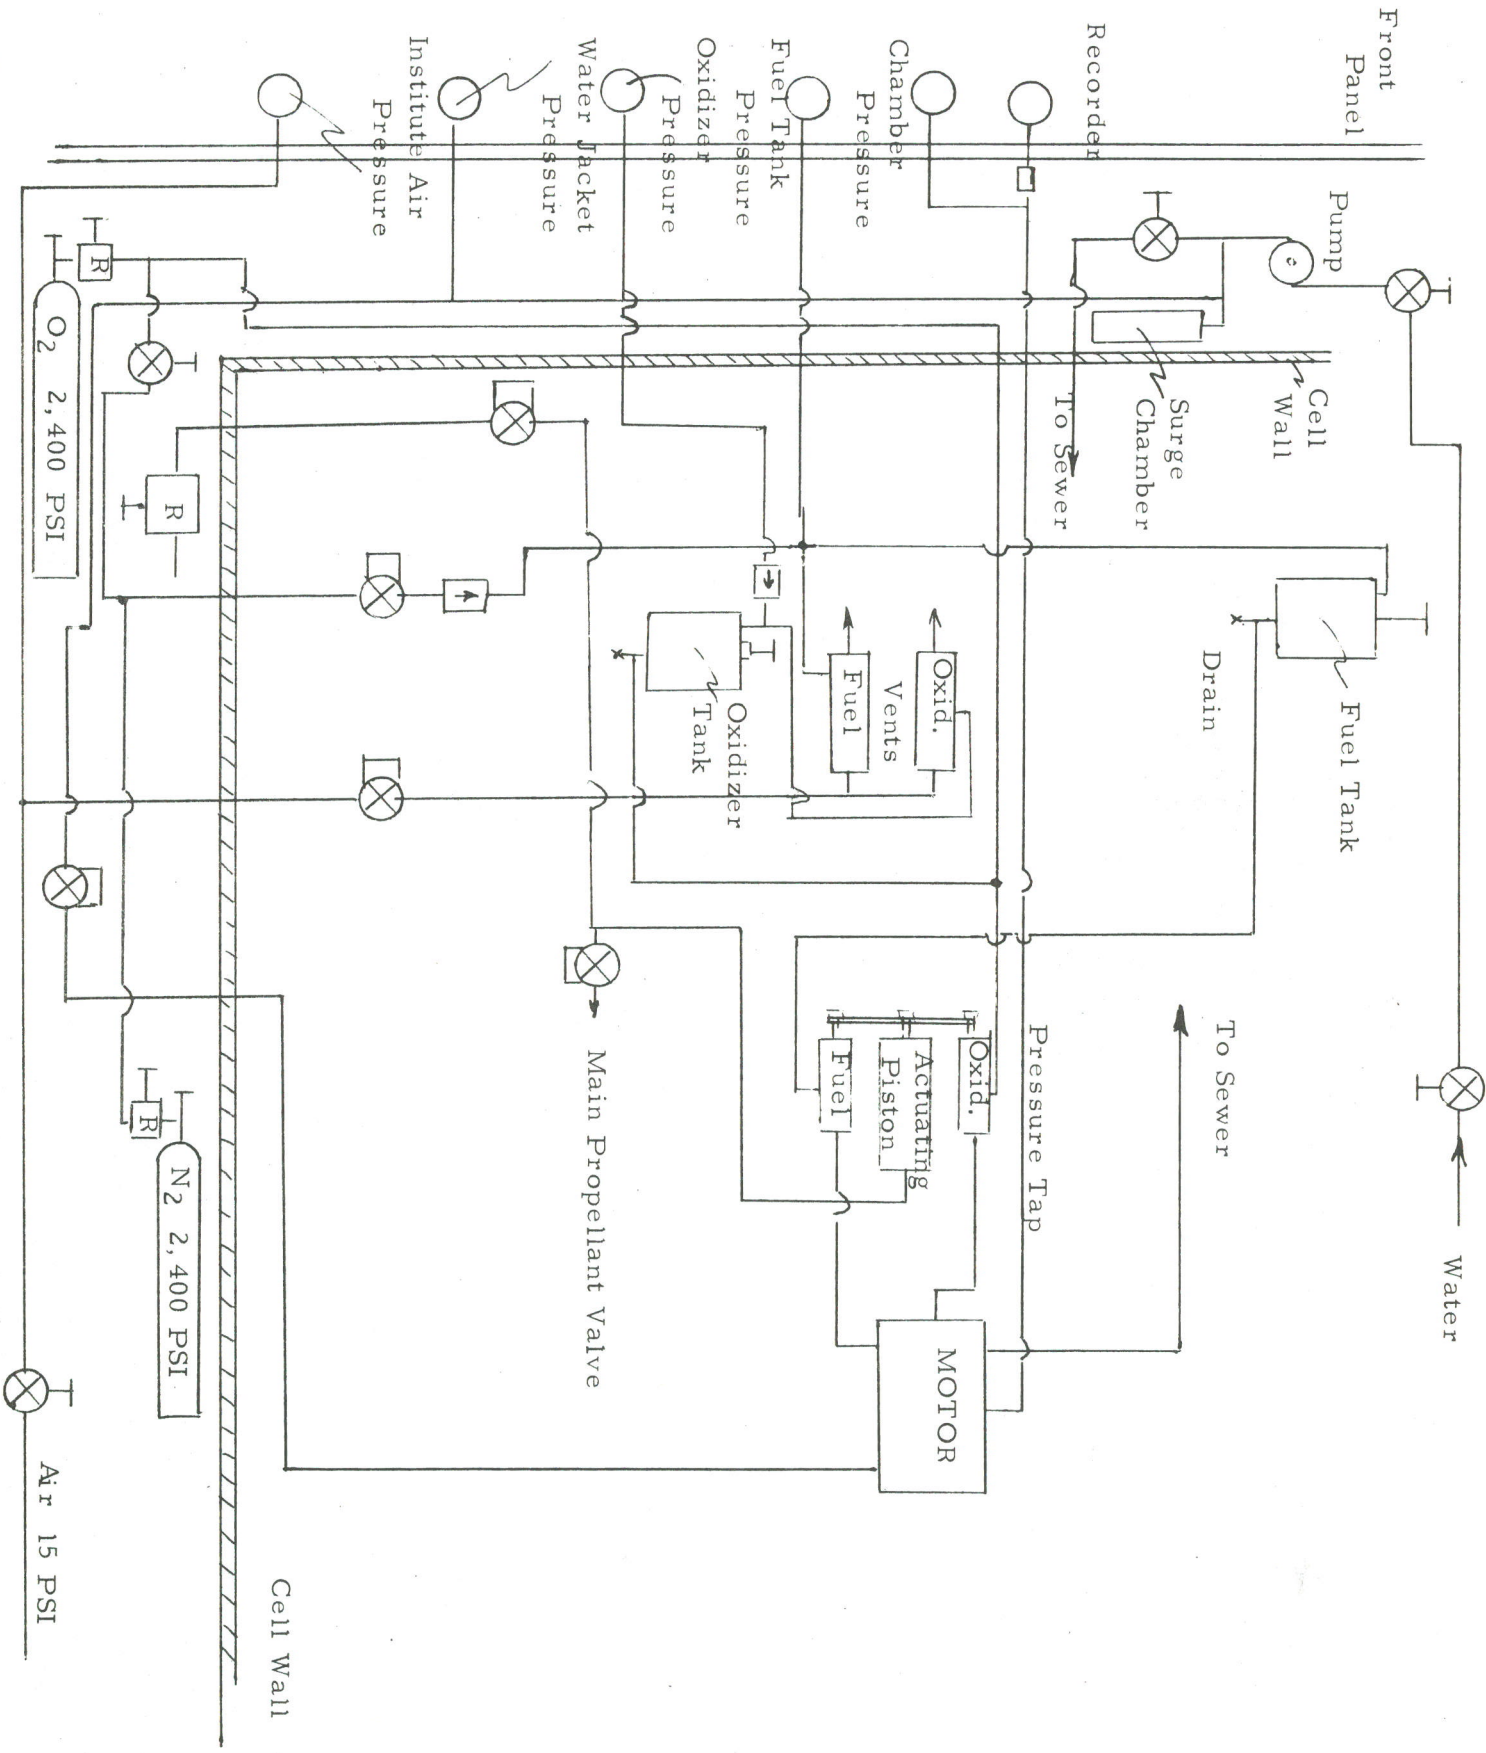 Front
Panel
Recorder
Chamber
Pressure
Fuel Tank
Pressure
Oxidizer
Pressure
Water Jacket
Pressure
Institute Air
Pressure
Pump
c
Cell
Wall
Surge
Chamber
To Sewer
R
O2 2,400 PSI
R
Fuel Tank
Drain
Oxid.
Vents
Fuel
Oxidizer
Tank
Water
To Sewer
Pressure Tap
Oxid.
Actuating
Piston
Fuel
MOTOR
Main Propellant Valve
R
N2 2,400 PSI
Cell Wall
Air 15 PSI